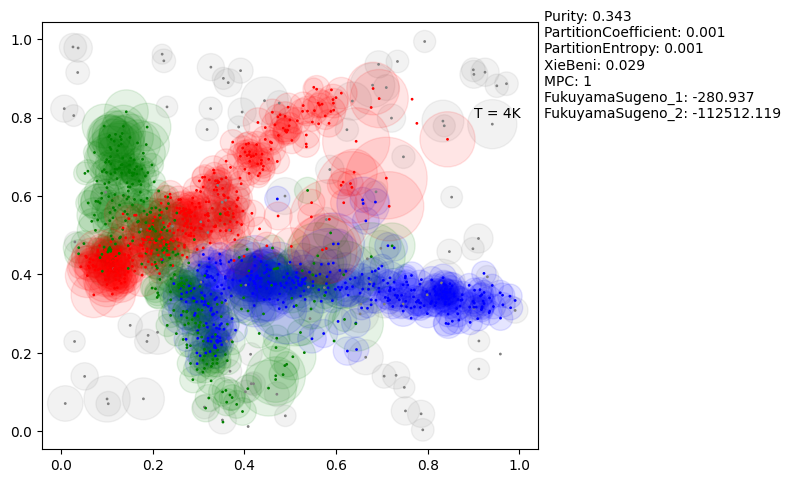 Purity: 0.343
PartitionCoefficient: 0.001
PartitionEntropy: 0.001
XieBeni: 0.029
MPC: 1
FukuyamaSugeno_1: -280.937
FukuyamaSugeno_2: -112512.119
T = 4K
1.0
0.8
0.6
0.4
0.2
0.0
0.0 0.2 0.4 0.6 0.8 1.0